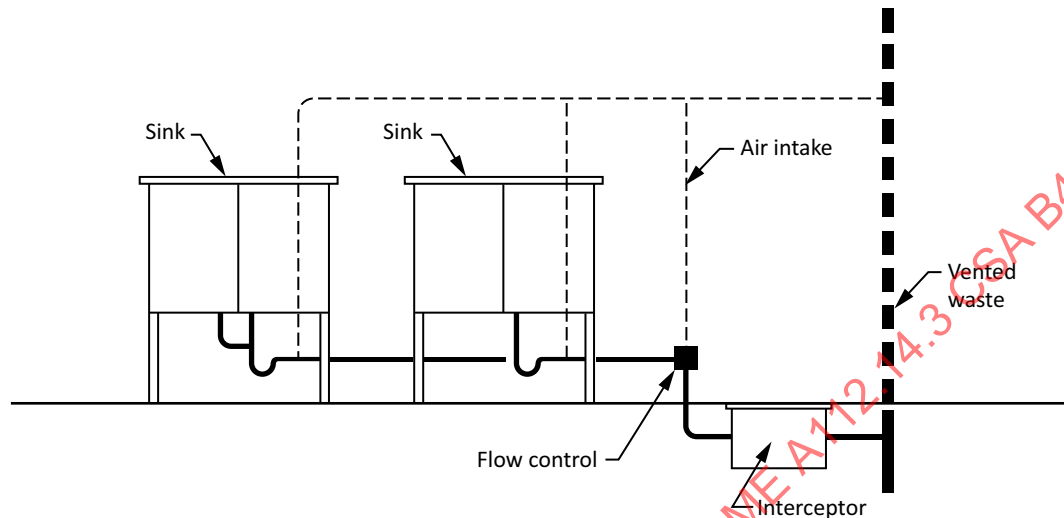 Sink
Sink
Air intake
Vented
waste
Flow control
Interceptor
ME A112.14.3 CSA B4